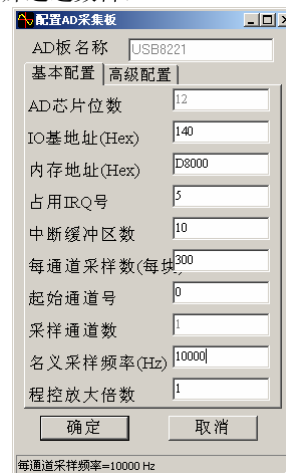 配置AD采集板
AD板名称 USB8221
基本配置 高级配置
AD芯片位数 12
IO基地址(Hex) 140
内存地址(Hex) D8000
占用IRQ号 5
中断缓冲区数 10
每通道采样数(每块) 300
起始通道号 0
采样通道数 1
名义采样频率(Hz) 10000
程控放大倍数 1
确定 取消
每通道采样频率=10000 Hz